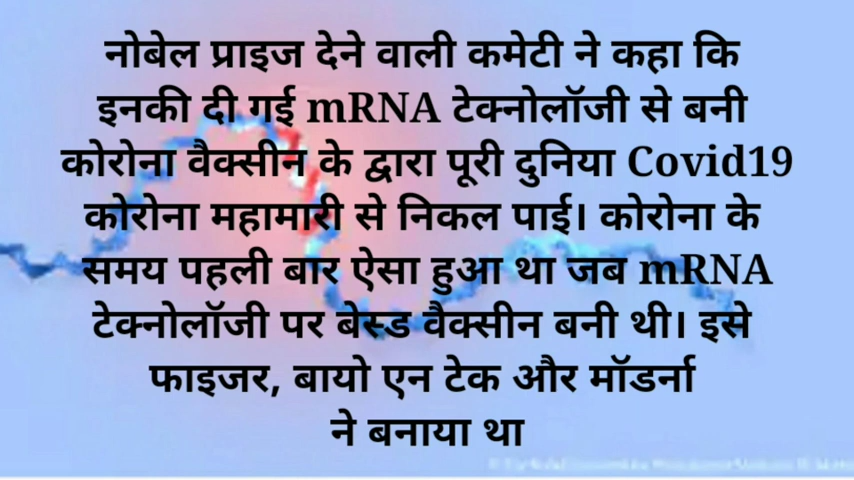 नोबेल प्राइज देने वाली कमेटी ने कहा कि
इनकी दी गई mRNA टेक्नोलॉजी से बनी
कोरोना वैक्सीन के द्वारा पूरी दुनिया Covid19
कोरोना महामारी से निकल पाई। कोरोना के
समय पहली बार ऐसा हुआ था जब mRNA
टेक्नोलॉजी पर बेस्ड वैक्सीन बनी थी। इसे
फाइजर, बायो एन टेक और मॉडर्ना
ने बनाया था